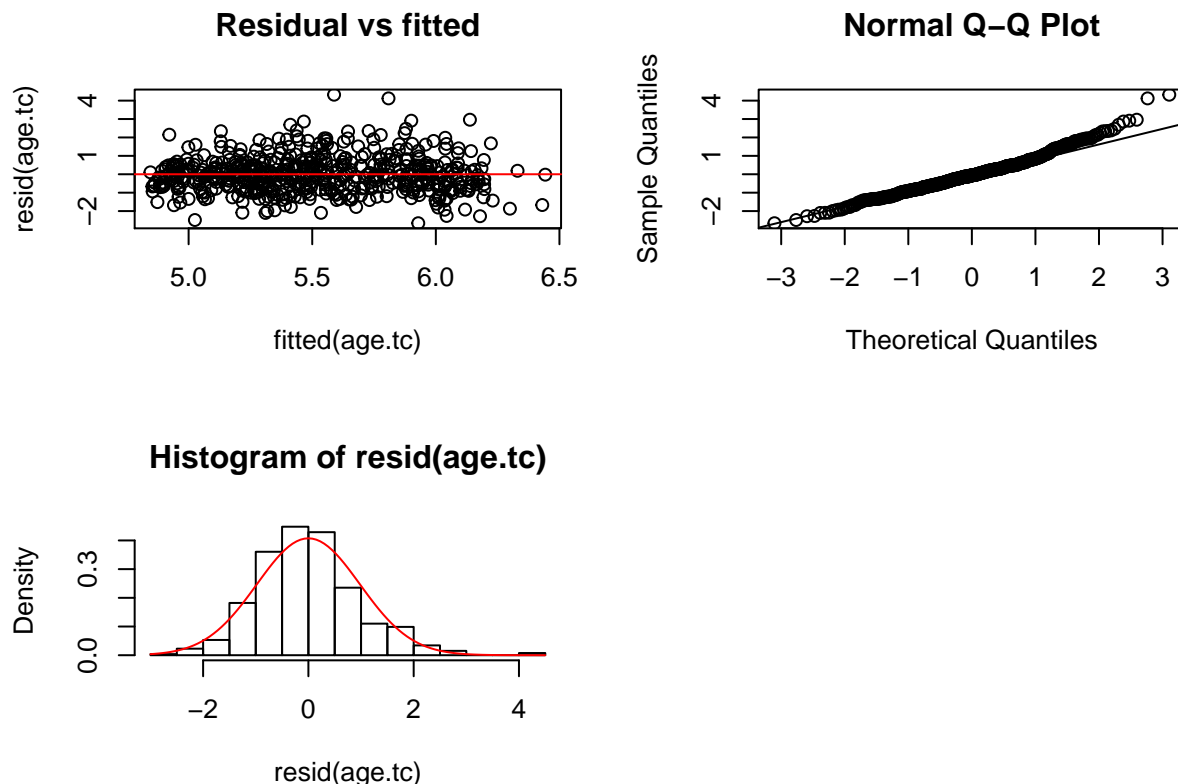 Residual vs fitted
resid(age.tc)
4
1
−2
5.0 5.5 6.0 6.5
fitted(age.tc)
Normal Q−Q Plot
Sample Quantiles
4
1
−2
−3 −2 −1 0 1 2 3
Theoretical Quantiles
Histogram of resid(age.tc)
Density
0.3
0.0
−2 0 2 4
resid(age.tc)